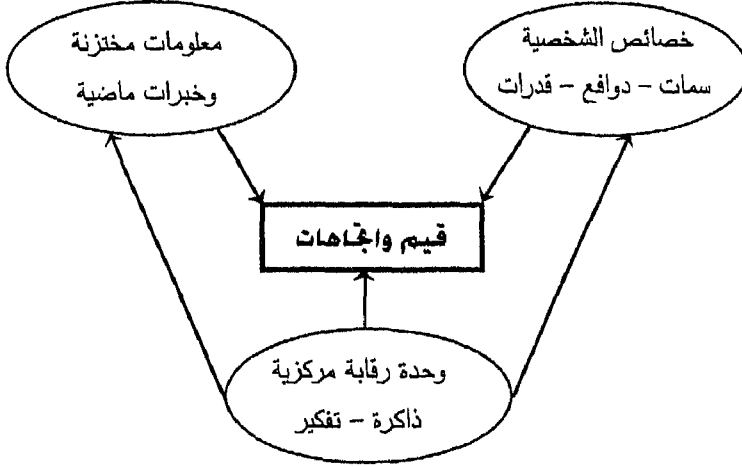 خصائص الشخصية
سمات - دوافع - قدرات
معلومات مختزنة
وخبرات ماضية
قيم واتجاهات
وحدة رقابة مركزية
ذاكرة - تفكير